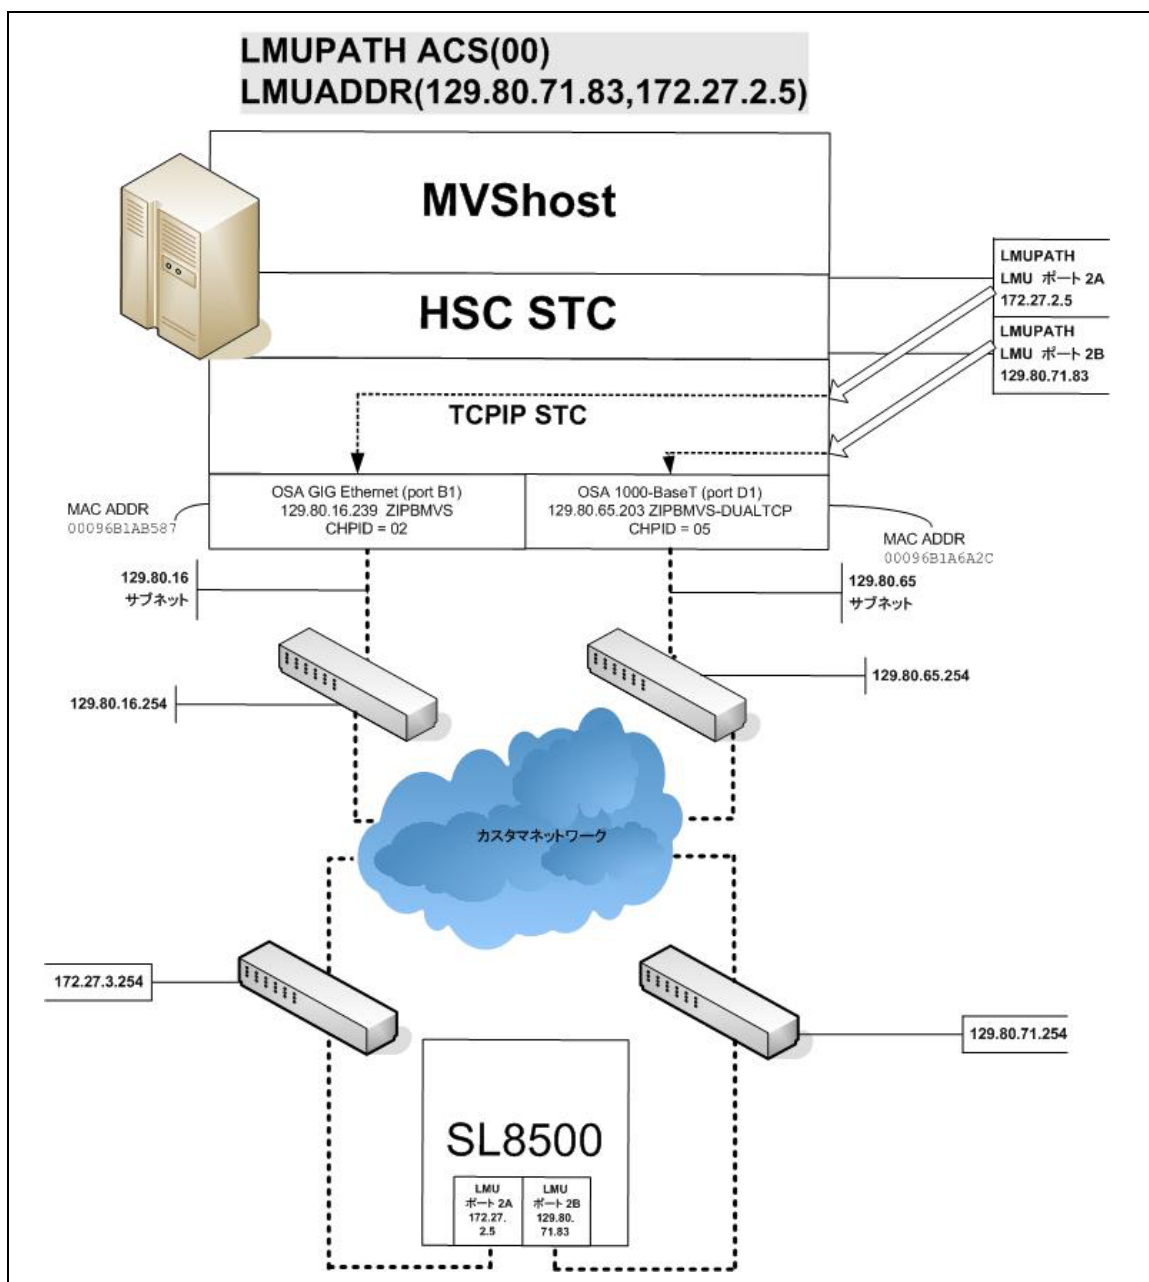 LMUPATH ACS(00)
LMUADDR(129.80.71.83,172.27.2.5)
MVShost
HSC STC
LMUPATH
LMU ポート 2A
172.27.2.5
LMUPATH
LMU ポート 2B
129.80.71.83
TCPIP STC
OSA GIG Ethernet (port B1)
129.80.16.239 ZIPBMVS
CHPID = 02
OSA 1000-BaseT (port D1)
129.80.65.203 ZIPBMVS-DUALTCP
CHPID = 05
MAC ADDR
00096B1AB587
MAC ADDR
00096B1A6A2C
129.80.16
サブネット
129.80.65
サブネット
129.80.16.254
129.80.65.254
カスタマネットワーク
172.27.3.254
129.80.71.254
SL8500
LMU
ポート 2A
172.27.
2.5
LMU
ポート 2B
129.80.
71.83